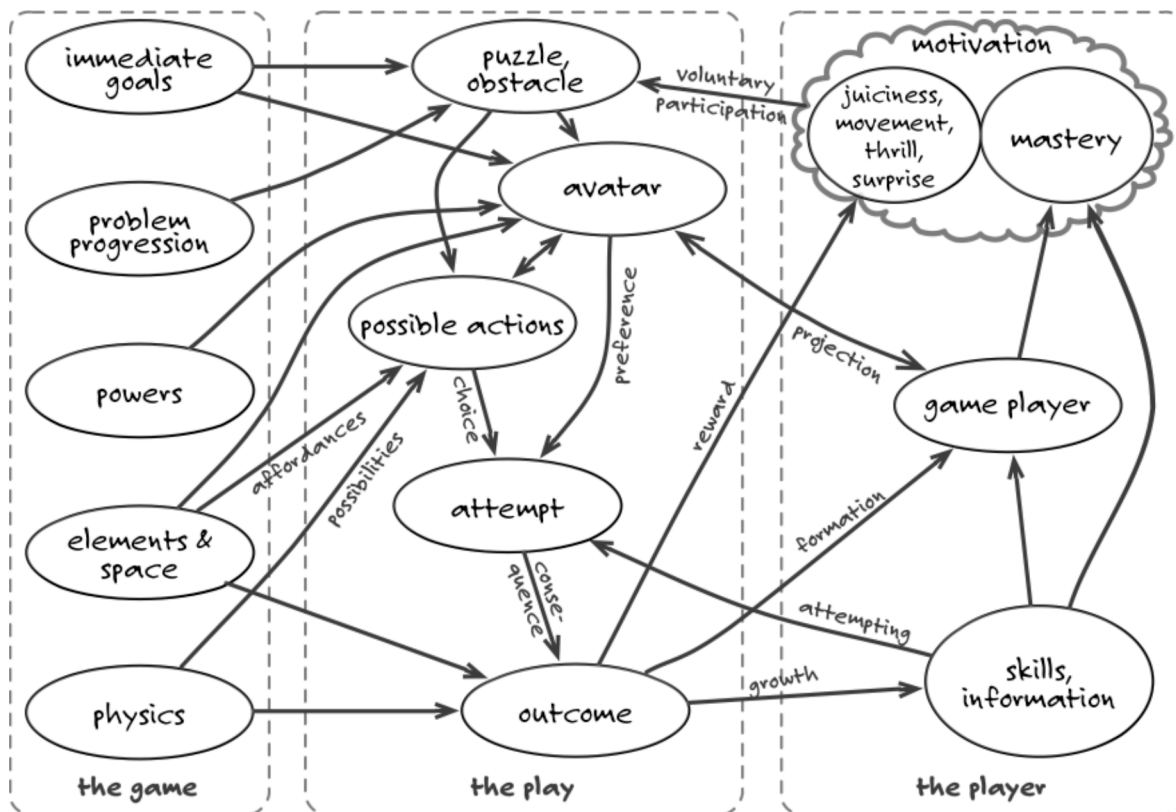 immediate
goals
problem
progression
powers
elements &
space
physics
the game
puzzle,
obstacle
avatar
possible actions
preference
choice
affordances
possibilities
attempt
conse-
quence
outcome
the play
voluntary
participation
projection
reward
formation
attempting
growth
motivation
juiciness,
movement,
thrill,
surprise
mastery
game player
skills,
information
the player